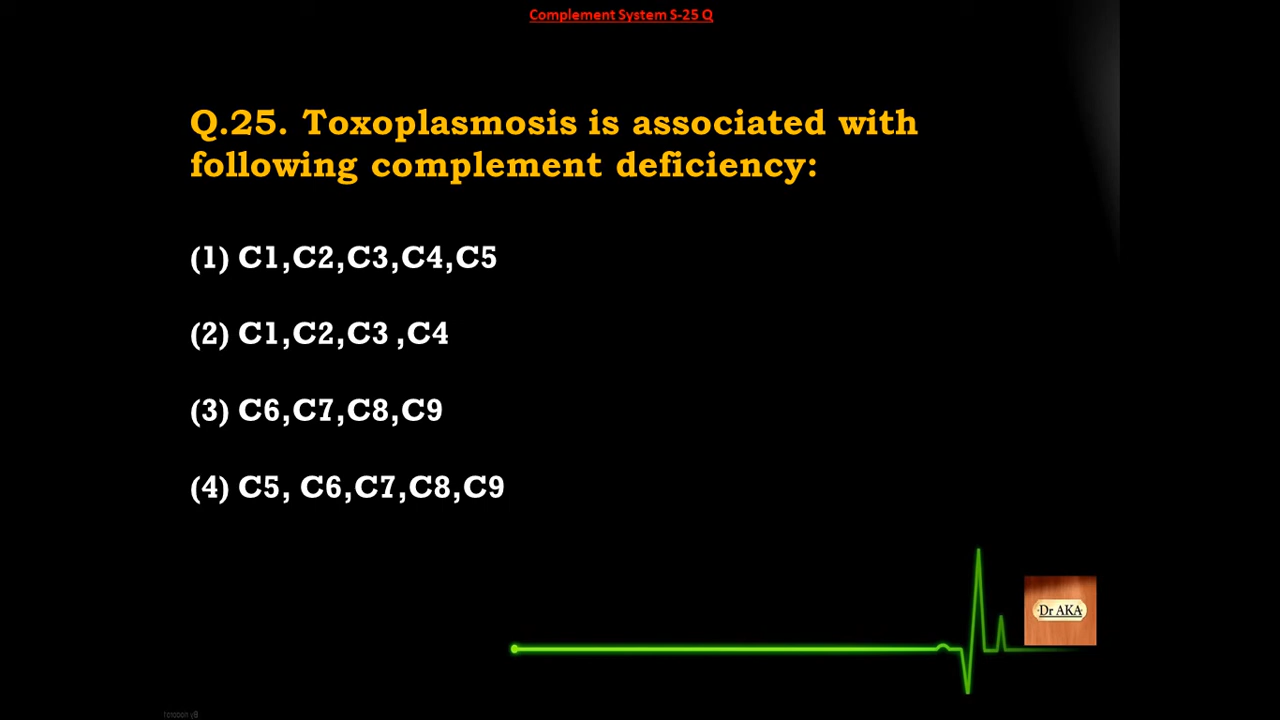 Complement System S-25 Q
Q.25. Toxoplasmosis is associated with
following complement deficiency:
(1) C1,C2,C3,C4,C5
(2) C1,C2,C3 ,C4
(3) C6,C7,C8,C9
(4) C5, C6,C7,C8,C9
Dr AKA